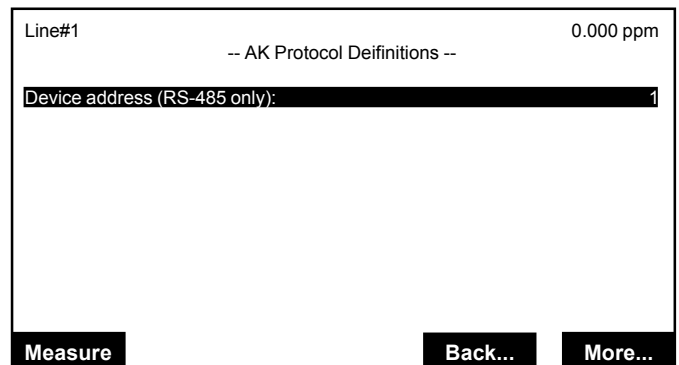 Line#1 0.000 ppm
-- AK Protocol Deifinitions --
Device address (RS-485 only): 1
Measure Back... More...